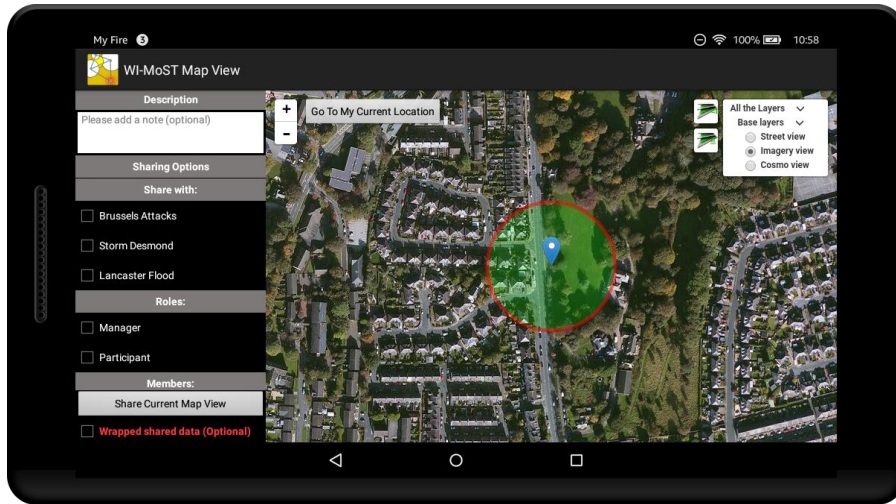 My Fire 3
100% 10:58
WI-MoST Map View
Description
Please add a note (optional)
Sharing Options
Share with:
Brussels Attacks
Storm Desmond
Lancaster Flood
Roles:
Manager
Participant
Members:
Share Current Map View
Wrapped shared data (Optional)
+
-
Go To My Current Location
All the Layers
Base layers
Street view
Imagery view
Cosmo view